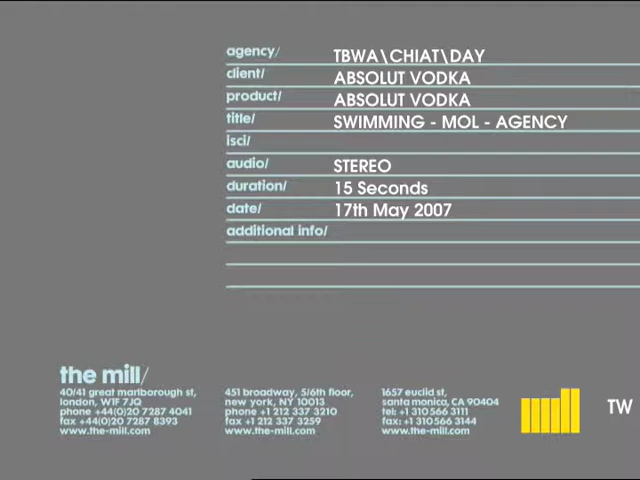 agency/ TBWA\CHIAT\DAY
client/ ABSOLUT VODKA
product/ ABSOLUT VODKA
title/ SWIMMING - MOL - AGENCY
isci/
audio/ STEREO
duration/ 15 Seconds
date/ 17th May 2007
additional info/
the mill/
40/41 great marlborough st,
london, W1F 7JQ
phone +44(0)20 7287 4041
fax +44(0)20 7287 8393
www.the-mill.com
451 broadway, 5/6th floor,
new york, NY 10013
phone +1 212 337 3210
fax +1 212 337 3259
www.the-mill.com
1657 euclid st,
santa monica, CA 90404
tel: +1 310 566 3111
fax: +1 310 566 3144
www.the-mill.com
TW